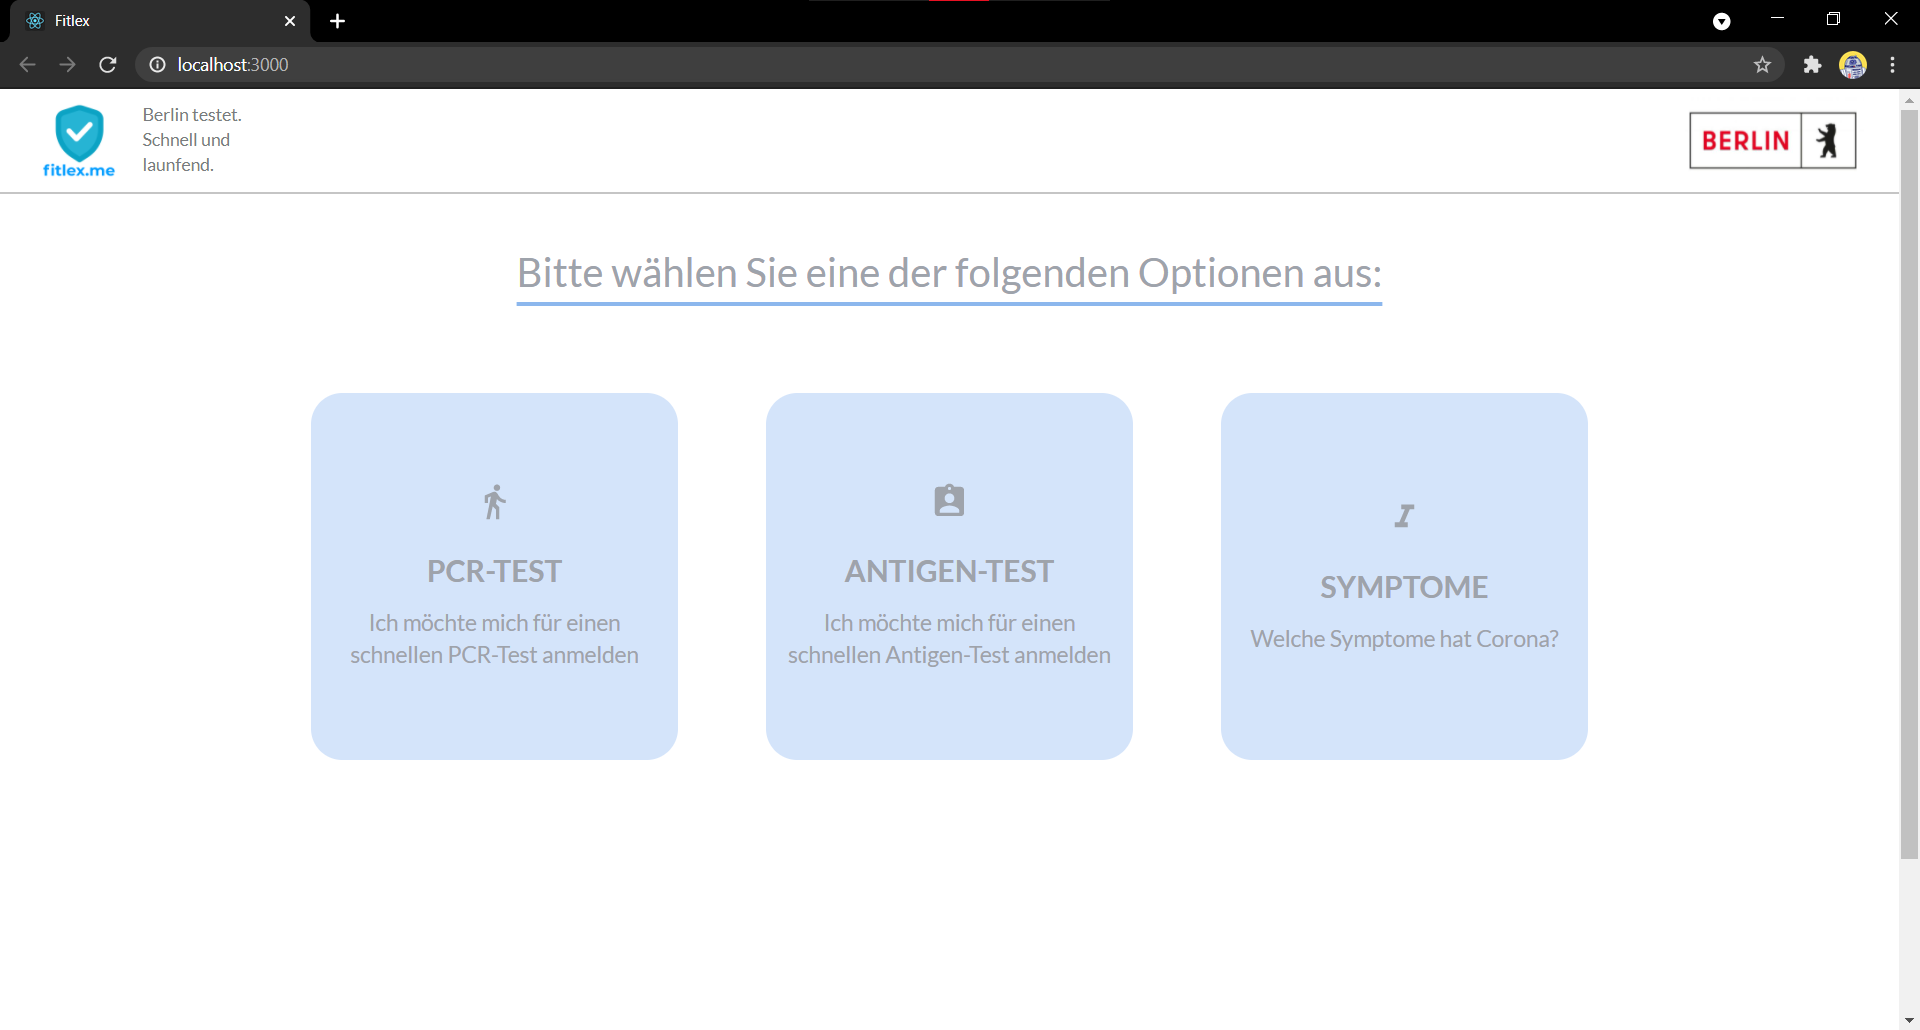 Fitlex
localhost:3000
fitlex.me
Berlin testet.
Schnell und
launfend.
BERLIN
Bitte wählen Sie eine der folgenden Optionen aus:
PCR-TEST
Ich möchte mich für einen
schnellen PCR-Test anmelden
ANTIGEN-TEST
Ich möchte mich für einen
schnellen Antigen-Test anmelden
SYMPTOME
Welche Symptome hat Corona?